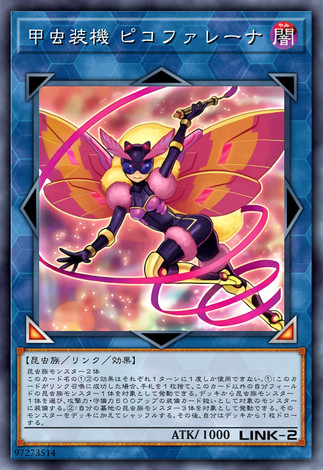 甲虫装機 ピコファレーナ
闇
【昆虫族/リンク/効果】
昆虫族モンスター2体
このカード名の①②の効果はそれぞれ1ターンに1度しか使用できない。①:このカ
ードがリンク召喚に成功した場合、手札を1枚捨て、このカード以外の自分フィール
ドの昆虫族モンスター1体を対象として発動できる。デッキから昆虫族モンスター
1体を選び、攻撃力・守備力500アップの装備カード扱いとして対象のモンスター
に装備する。②:自分の墓地の昆虫族モンスター3体を対象として発動できる。その
モンスターをデッキに加えてシャッフルする。その後、自分はデッキから1枚ドロー
する。
ATK/1000 LINK-2
97273514